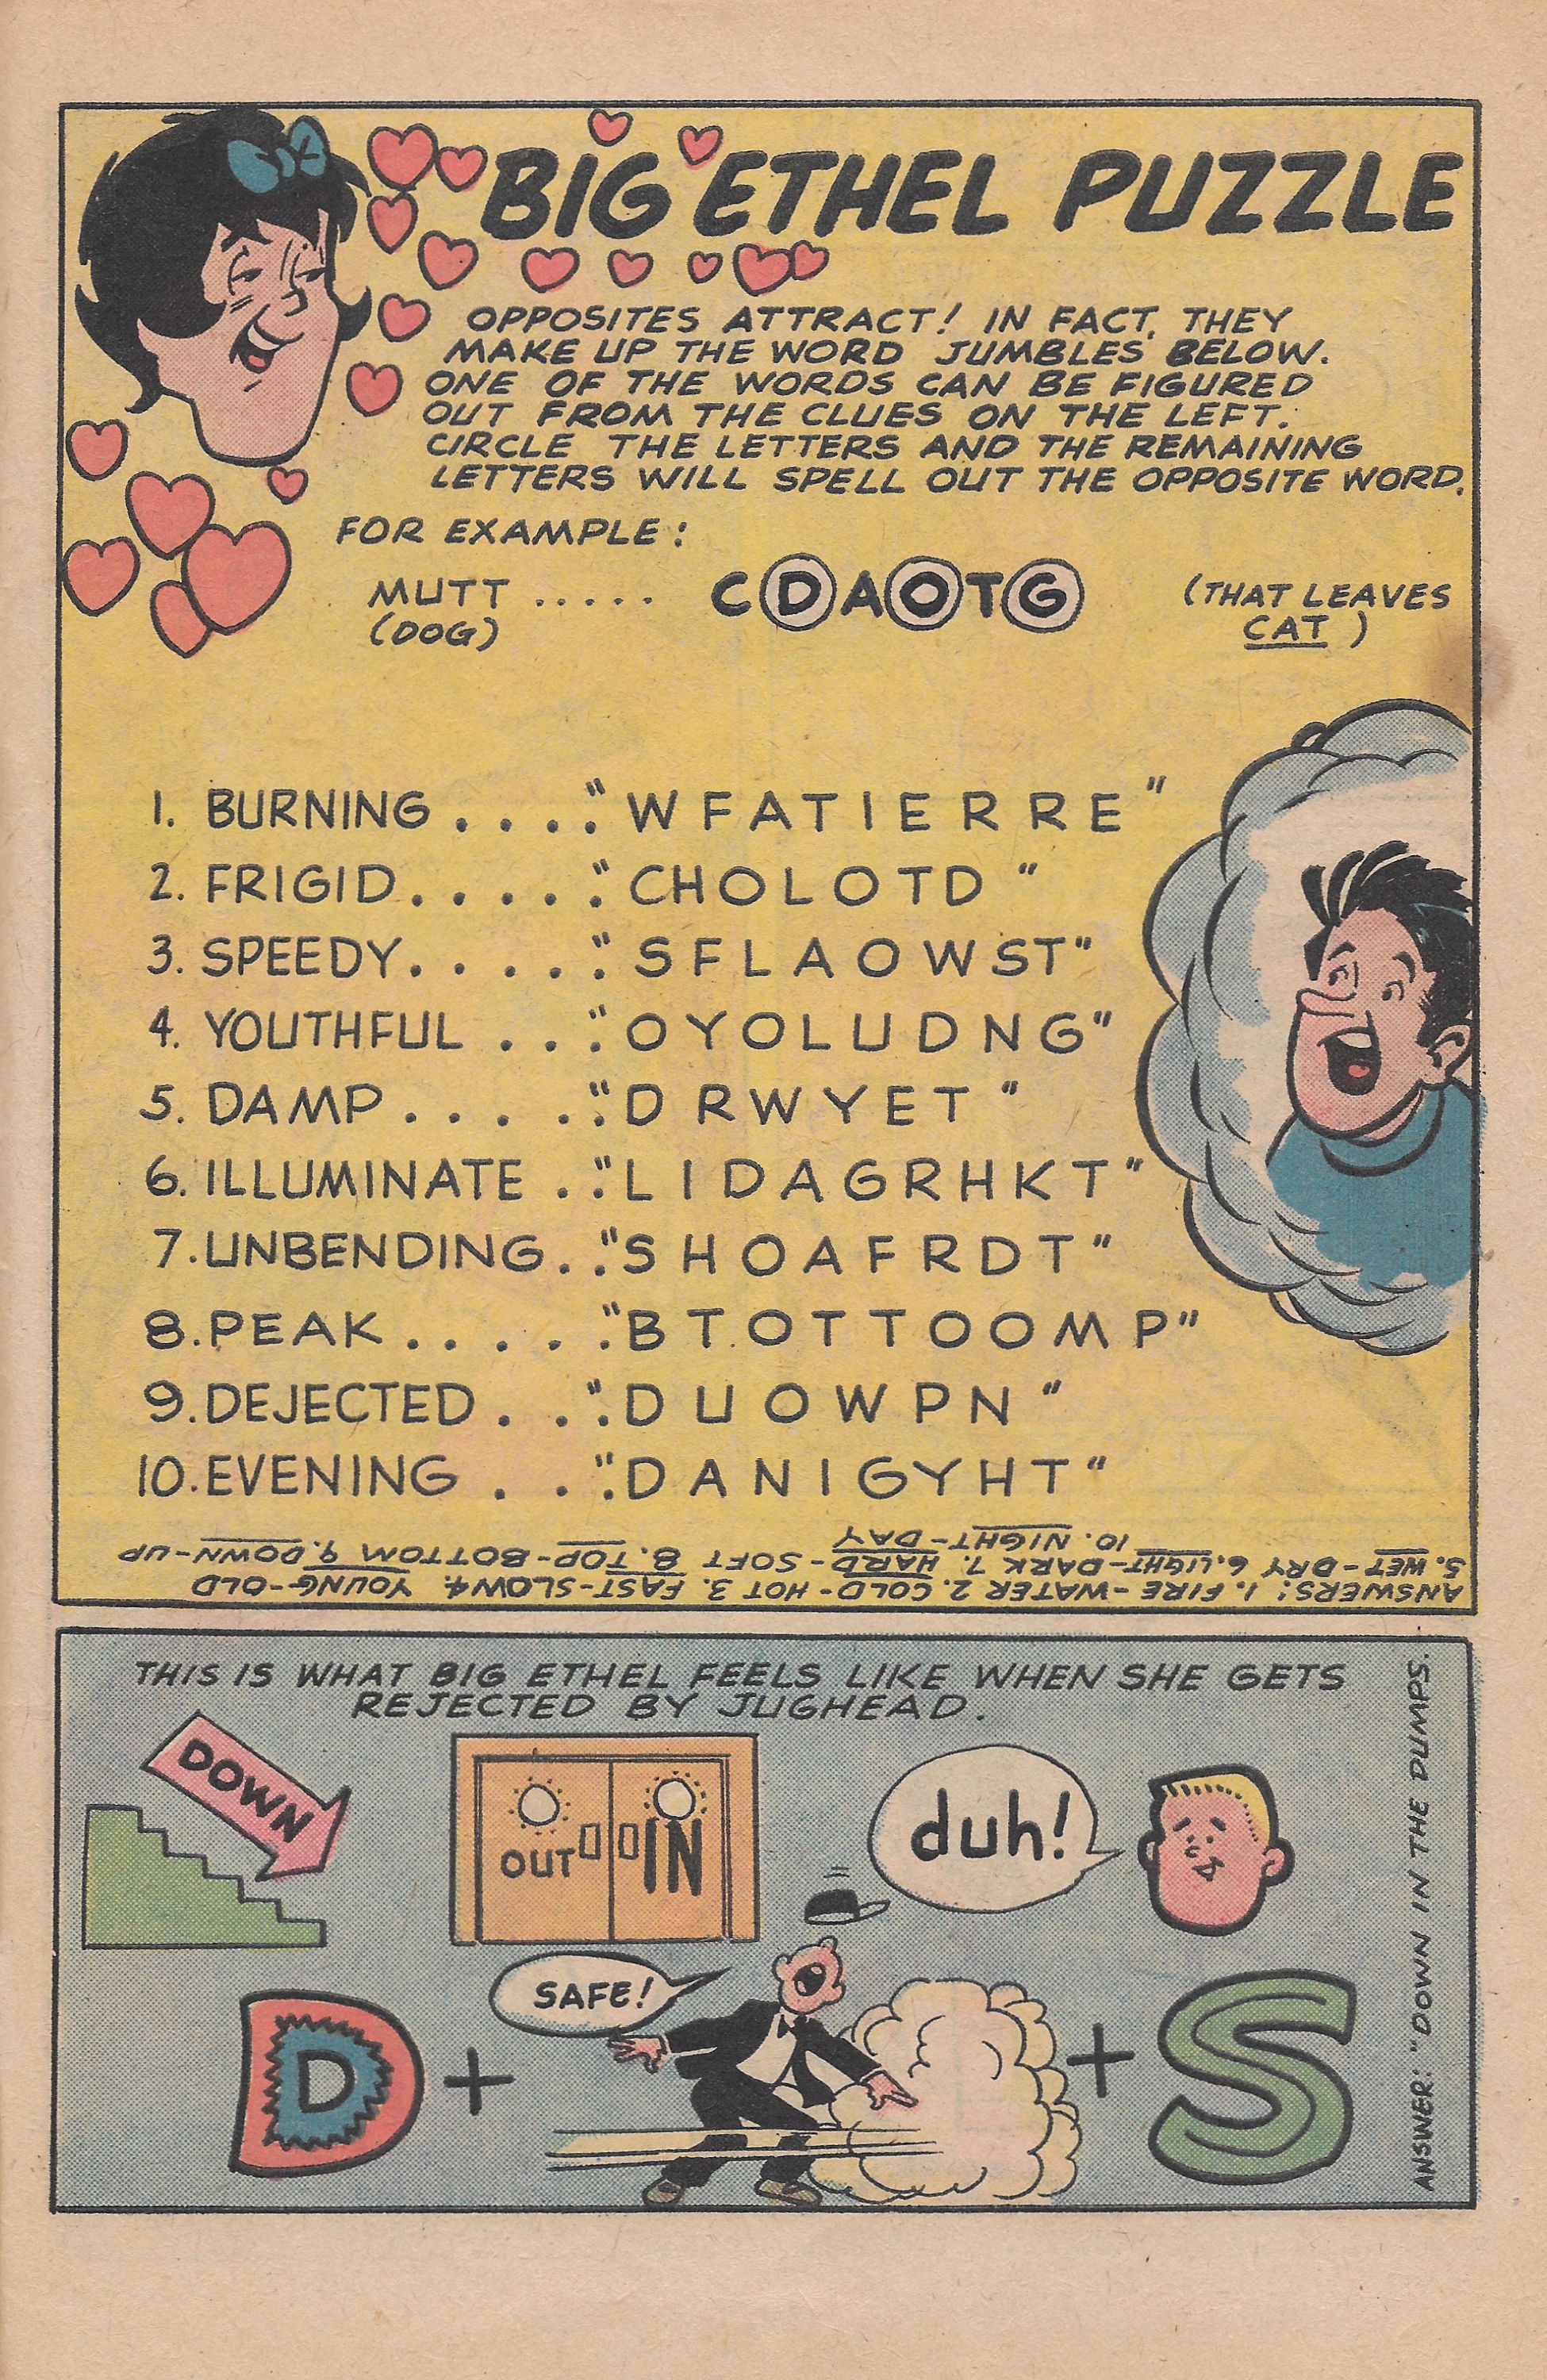 BIG ETHEL PUZZLE
OPPOSITES ATTRACT! IN FACT, THEY
MAKE UP THE WORD JUMBLES BELOW.
ONE OF THE WORDS CAN BE FIGURED
OUT FROM THE CLUES ON THE LEFT.
CIRCLE THE LETTERS AND THE REMAINING
LETTERS WILL SPELL OUT THE OPPOSITE WORD.
FOR EXAMPLE:
MUTT ..... CDAOTG (THAT LEAVES
(DOG) CAT)
1. BURNING .... "WFATIERRE"
2. FRIGID ..... "CHOLOTD"
3. SPEEDY ..... "SFLAOWST"
4. YOUTHFUL ... "OYOLUDNG"
5. DAMP ..... "DRWYET"
6. ILLUMINATE .. "LIDAGRHKT"
7. UNBENDING .. "SHOAFRDT"
8. PEAK ..... "BTOTTOOMP"
9. DEJECTED ... "DUOWPN"
10. EVENING ... "DANIGYHT"
ANSWERS: 1. FIRE-WATER 2. COLD-HOT 3. FAST-SLOW 4. YOUNG-OLD
5. WET-DRY 6. LIGHT-DARK 7. HARD-SOFT 8. TOP-BOTTOM 9. DOWN-UP
10. NIGHT-DAY
THIS IS WHAT BIG ETHEL FEELS LIKE WHEN SHE GETS
REJECTED BY JUGHEAD.
DOWN
OUT IN
duh!
D + SAFE! + S
ANSWER: "DOWN IN THE DUMPS.